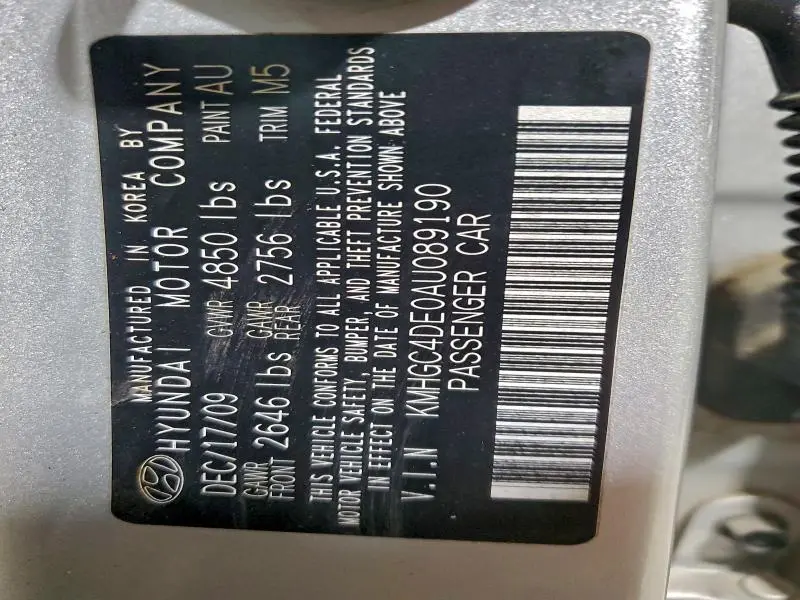 MANUFACTURED IN KOREA BY
HYUNDAI MOTOR COMPANY
DEC/17/09 GVWR 4850 lbs PAINT AU
GAWR FRONT 2646 lbs GAWR REAR 2756 lbs TRIM M5
THIS VEHICLE CONFORMS TO ALL APPLICABLE U.S.A. FEDERAL
MOTOR VEHICLE SAFETY, BUMPER, AND THEFT PREVENTION STANDARDS
IN EFFECT ON THE DATE OF MANUFACTURE SHOWN ABOVE
V.I.N KMHGC4DE0AU089190
PASSENGER CAR